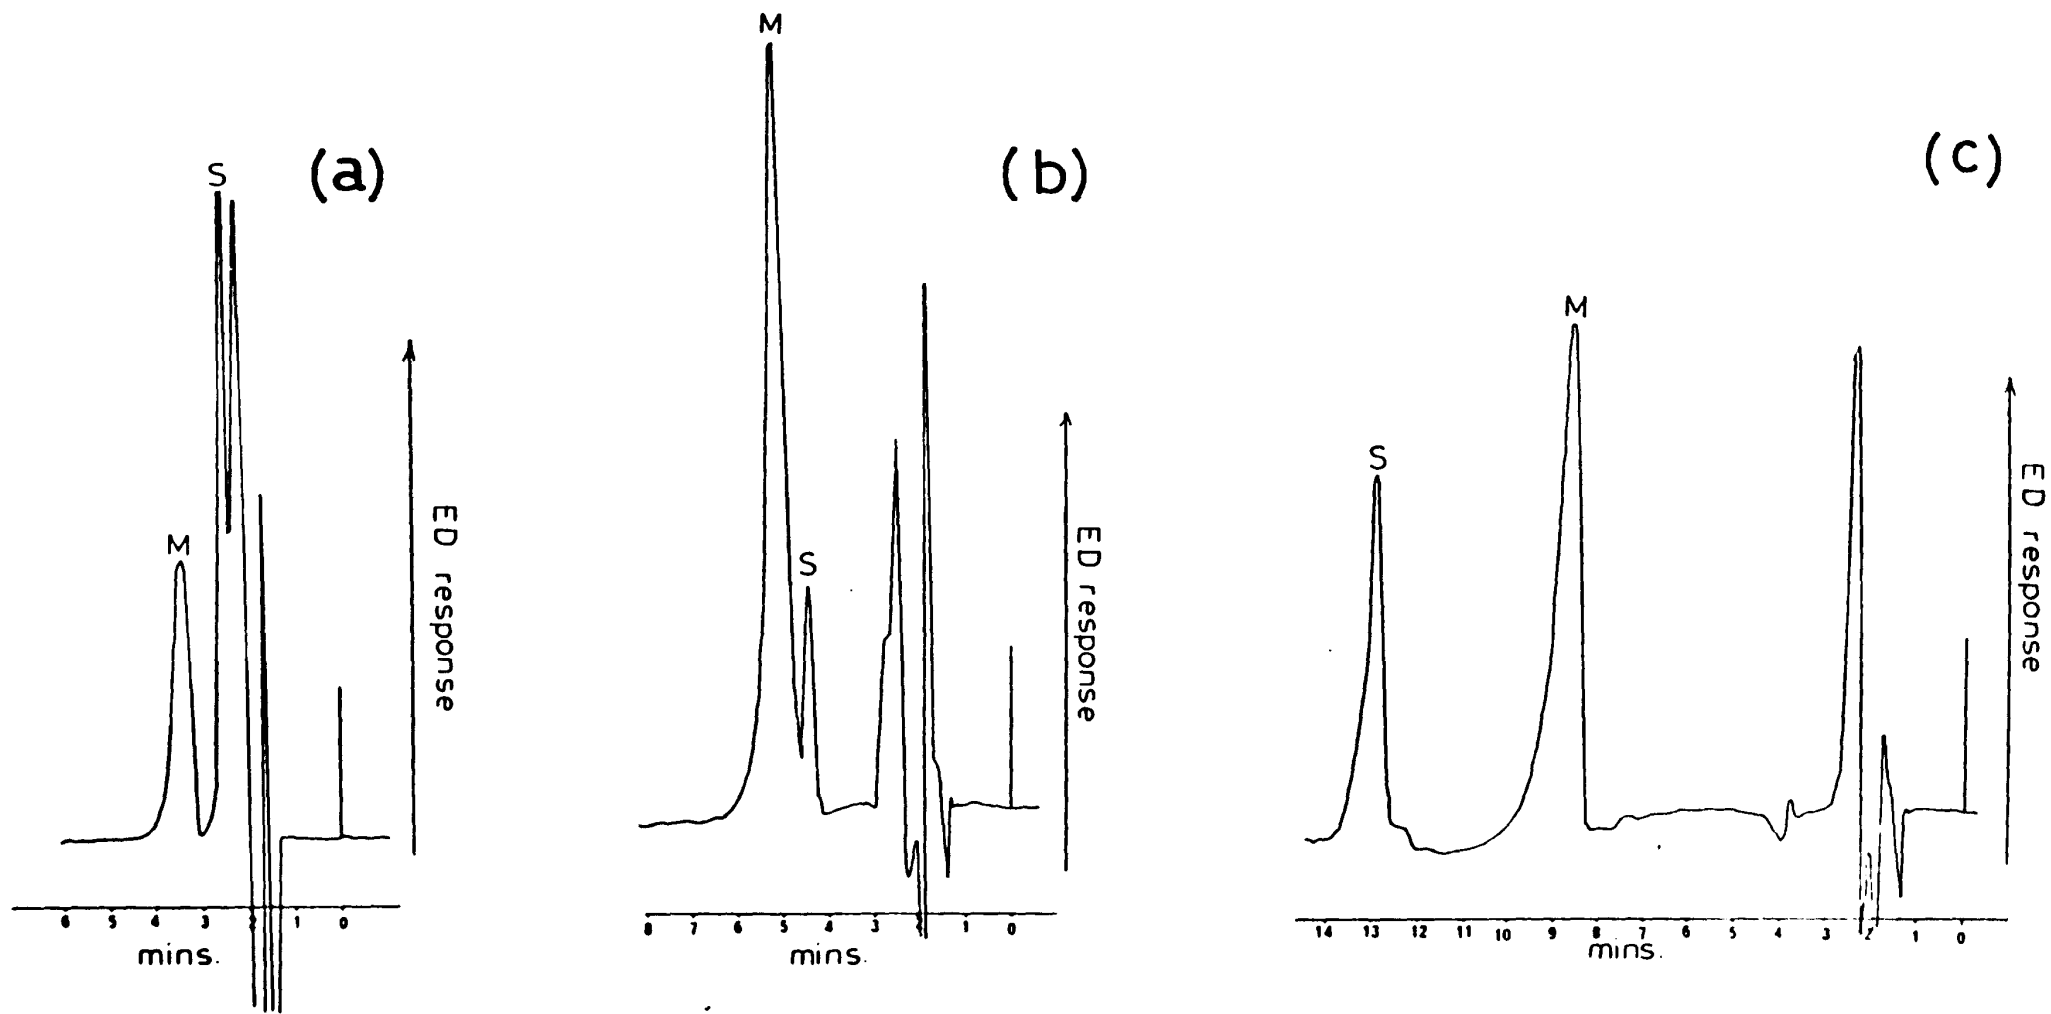 (a)
S
M
ED response
6 5 4 3 2 1 0
mins.
(b)
M
S
ED response
8 7 6 5 4 3 2 1 0
mins.
(c)
M
S
ED response
14 13 12 11 10 9 8 7 6 5 4 3 2 1 0
mins.